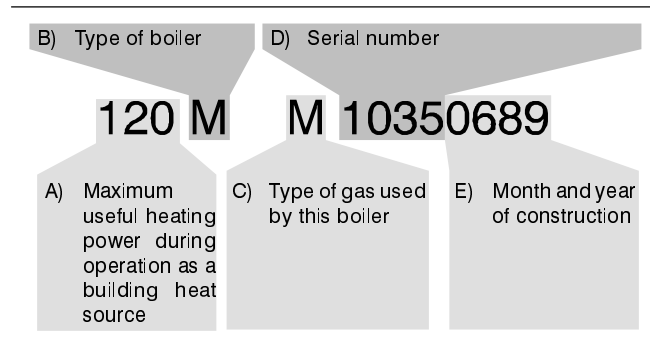 B) Type of boiler
D) Serial number
120 M M 10350689
A) Maximum
useful heating
power during
operation as a
building heat
source
C) Type of gas used
by this boiler
E) Month and year
of construction